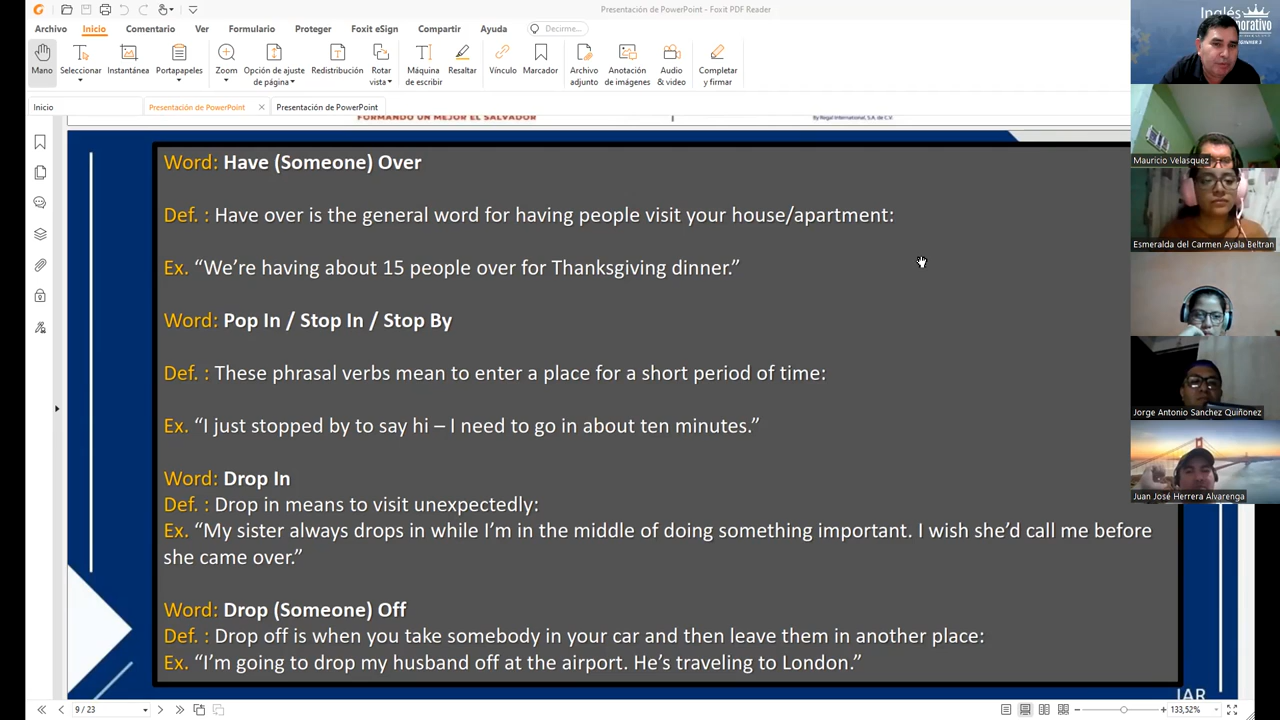 Presentación de PowerPoint - Foxit PDF Reader
Archivo Inicio Comentario Ver Formulario Proteger Foxit eSign Compartir Ayuda Decirme...
Mano Seleccionar Instantánea Portapapeles Zoom Opción de ajuste de página Redistribución Rotar vista Máquina de escribir Resaltar Vínculo Marcador Archivo adjunto Anotación de imágenes Audio & video Completar y firmar
Inicio Presentación de PowerPoint Presentación de PowerPoint
FORMANDO UN MEJOR EL SALVADOR
By Regal International, S.A. de C.V.
Word: Have (Someone) Over
Def. : Have over is the general word for having people visit your house/apartment:
Ex. “We’re having about 15 people over for Thanksgiving dinner.”
Word: Pop In / Stop In / Stop By
Def. : These phrasal verbs mean to enter a place for a short period of time:
Ex. “I just stopped by to say hi – I need to go in about ten minutes.”
Word: Drop In
Def. : Drop in means to visit unexpectedly:
Ex. “My sister always drops in while I’m in the middle of doing something important. I wish she’d call me before
she came over.”
Word: Drop (Someone) Off
Def. : Drop off is when you take somebody in your car and then leave them in another place:
Ex. “I’m going to drop my husband off at the airport. He’s traveling to London.”
9 / 23
133,52%
Inglés
Mauricio Velasquez
Esmeralda del Carmen Ayala Beltran
Jorge Antonio Sanchez Quiñonez
Juan José Herrera Alvarenga